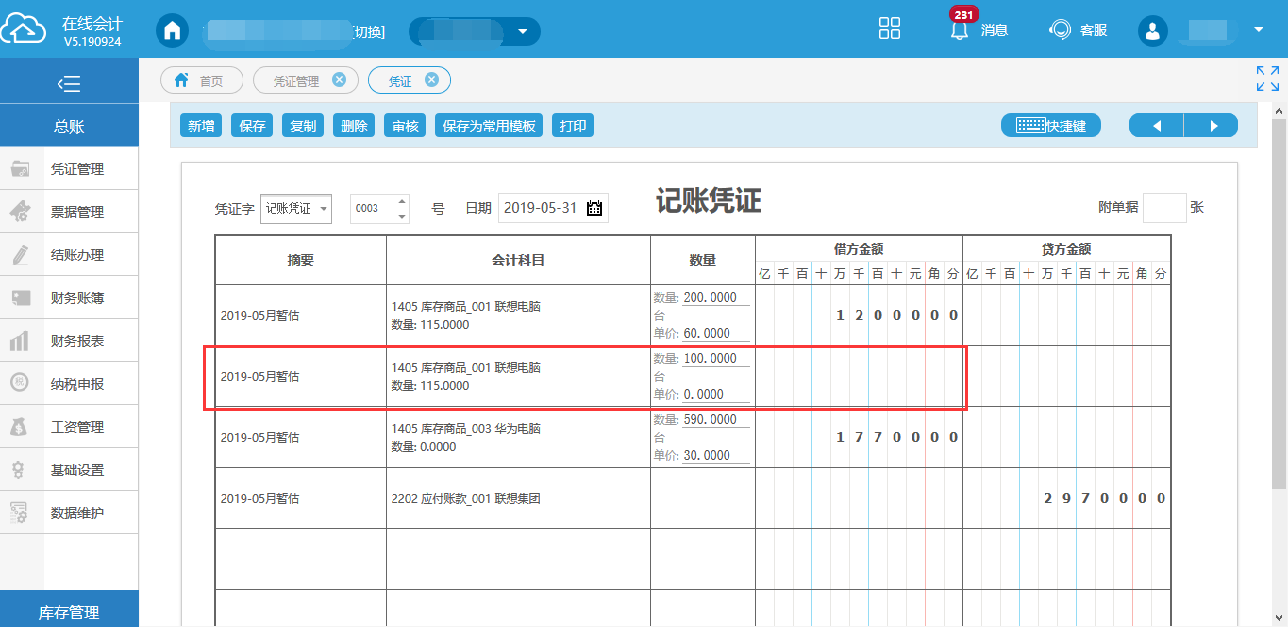 在线会计
V5.190924
[切换]
231
消息
客服
首页
凭证管理
凭证
总账
凭证管理
票据管理
结账办理
财务账簿
财务报表
纳税申报
工资管理
基础设置
数据维护
库存管理
新增 保存 复制 删除 审核 保存为常用模板 打印
快捷键
记账凭证
凭证字 记账凭证 0003 号 日期 2019-05-31
附单据 张
摘要 会计科目 数量 借方金额 贷方金额
亿 千 百 十 万 千 百 十 元 角 分 亿 千 百 十 万 千 百 十 元 角 分
2019-05月暂估
1405 库存商品_001 联想电脑
数量: 115.0000
数量: 200.0000
台
单价: 60.0000
1 2 0 0 0 0 0
2019-05月暂估
1405 库存商品_001 联想电脑
数量: 115.0000
数量: 100.0000
台
单价: 0.0000
2019-05月暂估
1405 库存商品_003 华为电脑
数量: 0.0000
数量: 590.0000
台
单价: 30.0000
1 7 7 0 0 0 0
2019-05月暂估
2202 应付账款_001 联想集团
2 9 7 0 0 0 0